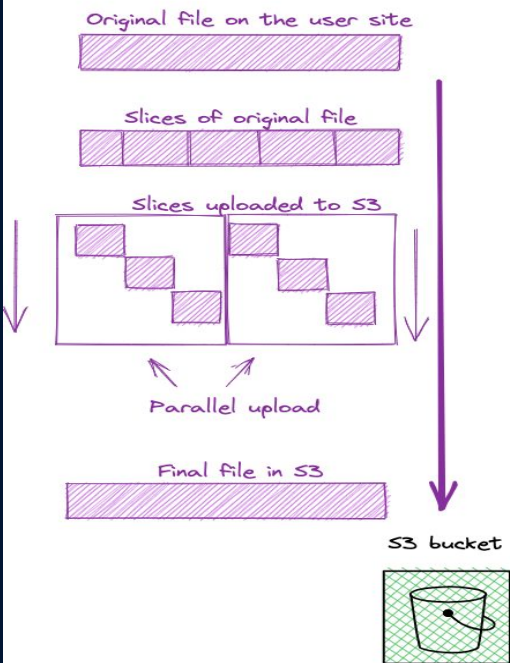 Original file on the user site
Slices of original file
Slices uploaded to S3
Parallel upload
Final file in S3
S3 bucket